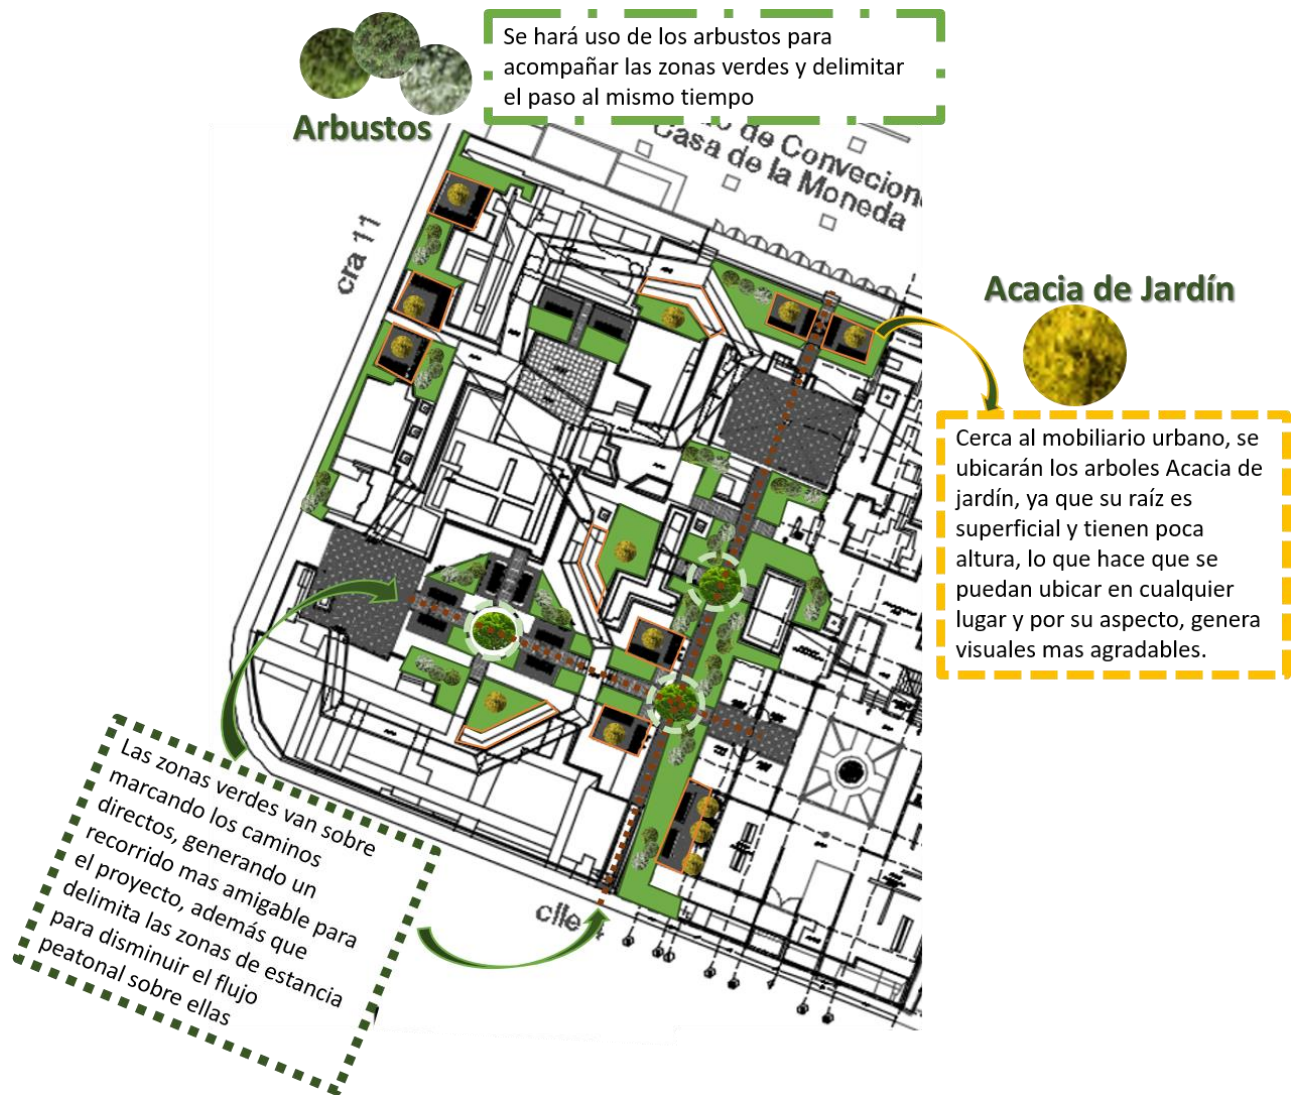 Se hará uso de los arbustos para
acompañar las zonas verdes y delimitar
el paso al mismo tiempo
Arbustos
de Convecion
Casa de la Moneda
cra 11
Acacia de Jardín
Cerca al mobiliario urbano, se
ubicarán los arboles Acacia de
jardín, ya que su raíz es
superficial y tienen poca
altura, lo que hace que se
puedan ubicar en cualquier
lugar y por su aspecto, genera
visuales mas agradables.
Las zonas verdes van sobre
marcando los caminos
directos, generando un
recorrido mas amigable para
el proyecto, además que
delimita las zonas de estancia
para disminuir el flujo
peatonal sobre ellas
clle